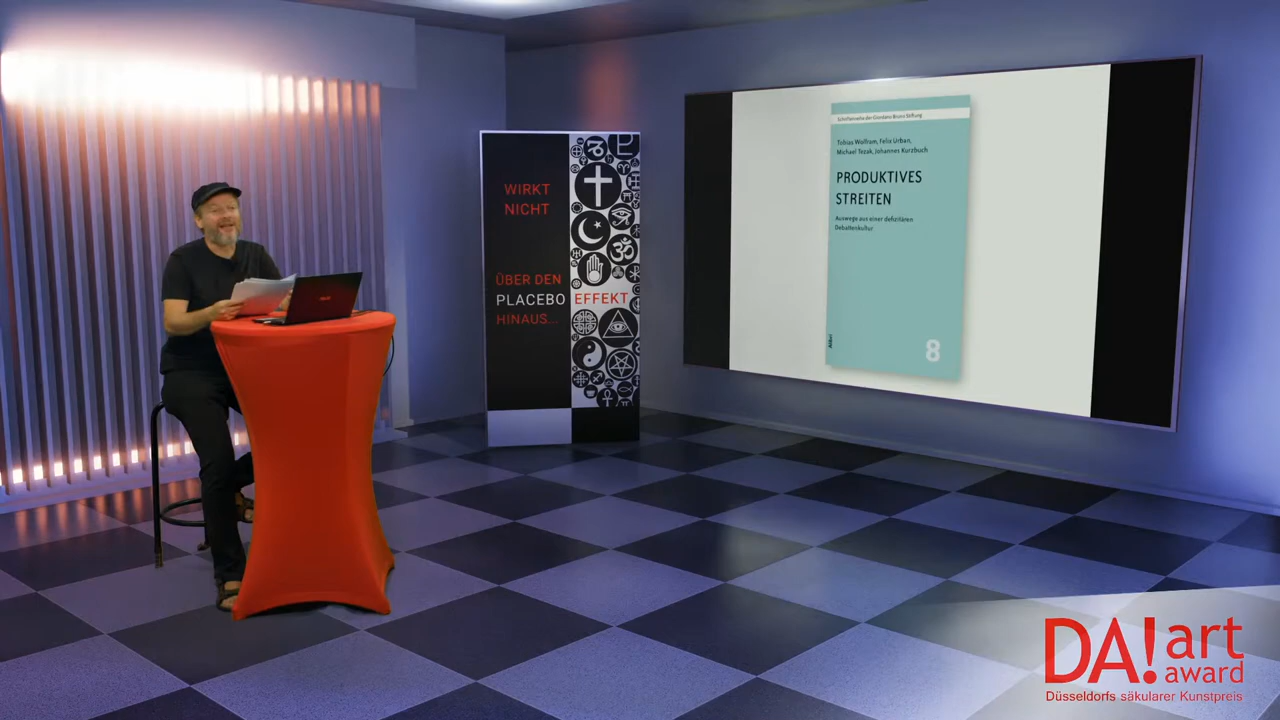 WIRKT
NICHT
ÜBER DEN
PLACEBO EFFEKT
HINAUS...
Schriftenreihe der Giordano-Bruno-Stiftung
Tobias Wolfram, Felix Urban,
Michael Tezak, Johannes Kurzbuch
PRODUKTIVES
STREITEN
Auswege aus einer defizitären
Debattenkultur
Alibri
8
DA! art
award
Düsseldorfs säkularer Kunstpreis